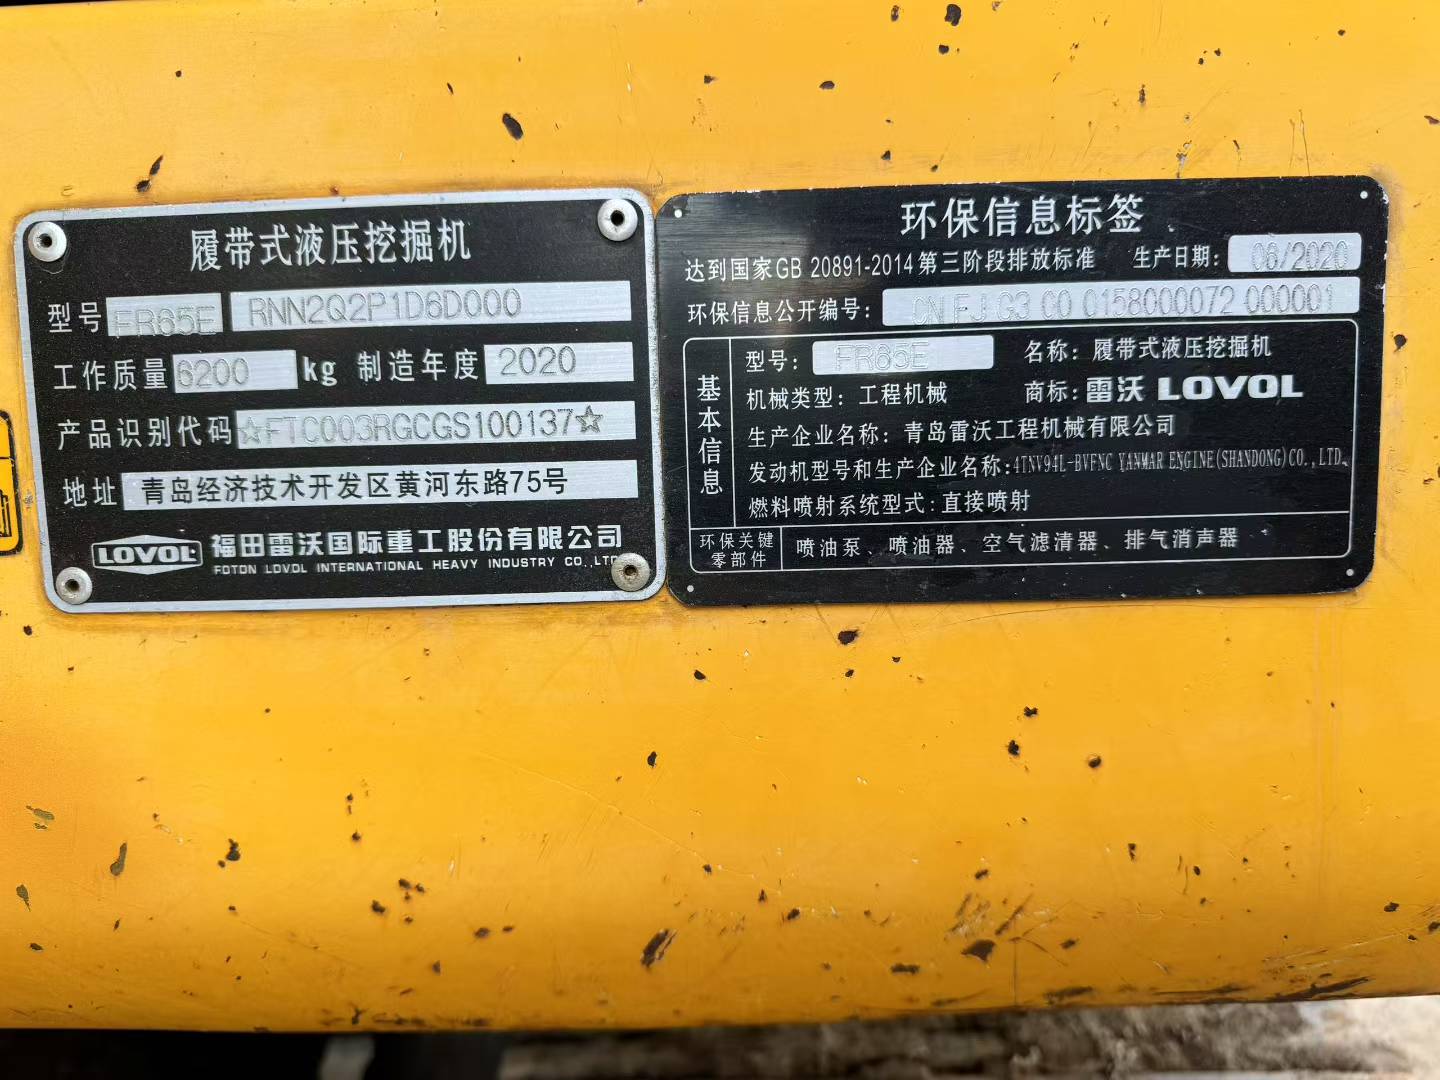 履带式液压挖掘机
型号 FR65E RNN2Q2P1D6D000
工作质量 6200 kg 制造年度 2020
产品识别代码 ☆FTC003RGCGS100137☆
地址 青岛经济技术开发区黄河东路75号
LOVOL 福田雷沃国际重工股份有限公司
FOTON LOVOL INTERNATIONAL HEAVY INDUSTRY CO.,LTD
环保信息标签
达到国家GB 20891-2014第三阶段排放标准 生产日期: 08/2020
环保信息公开编号: CN FJ G3 C0 0158000072 000001
基本信息
型号: FR65E 名称: 履带式液压挖掘机
机械类型: 工程机械 商标: 雷沃 LOVOL
生产企业名称: 青岛雷沃工程机械有限公司
发动机型号和生产企业名称: 4TNV94L-BVFNC YANMAR ENGINE(SHANDONG)CO.,LTD.
燃料喷射系统型式: 直接喷射
环保关键零部件
喷油泵、喷油器、空气滤清器、排气消声器